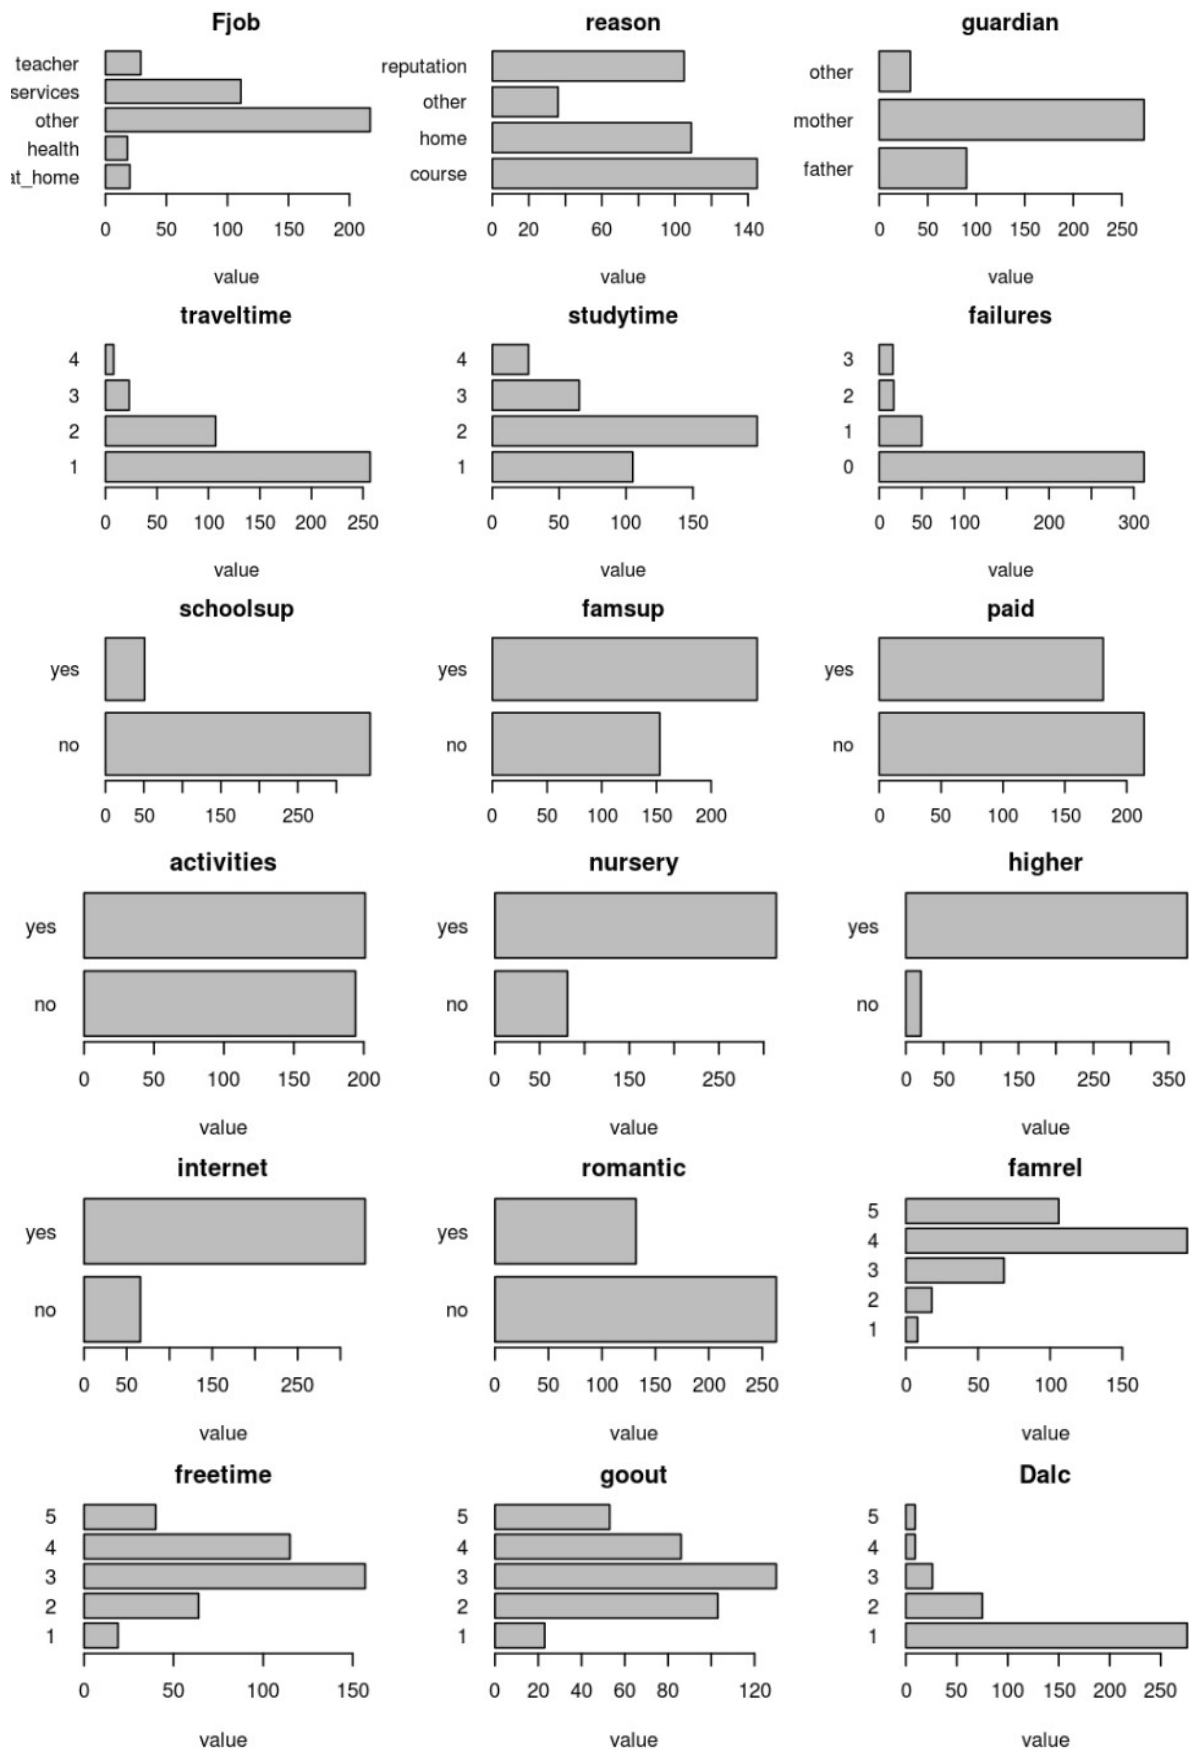 Fjob
teacher
services
other
health
at_home
0 50 100 150 200
value
reason
reputation
other
home
course
0 20 60 100 140
value
guardian
other
mother
father
0 50 100 150 200 250
value
traveltime
4
3
2
1
0 50 100 150 200 250
value
studytime
4
3
2
1
0 50 100 150
value
failures
3
2
1
0
0 50 100 200 300
value
schoolsup
yes
no
0 50 150 250
famsup
yes
no
0 50 100 150 200
paid
yes
no
0 50 100 150 200
activities
yes
no
0 50 100 150 200
value
nursery
yes
no
0 50 150 250
value
higher
yes
no
0 50 150 250 350
value
internet
yes
no
0 50 150 250
value
romantic
yes
no
0 50 100 150 200 250
value
famrel
5
4
3
2
1
0 50 100 150
value
freetime
5
4
3
2
1
0 50 100 150
value
goout
5
4
3
2
1
0 20 40 60 80 120
value
Dalc
5
4
3
2
1
0 50 100 150 200 250
value